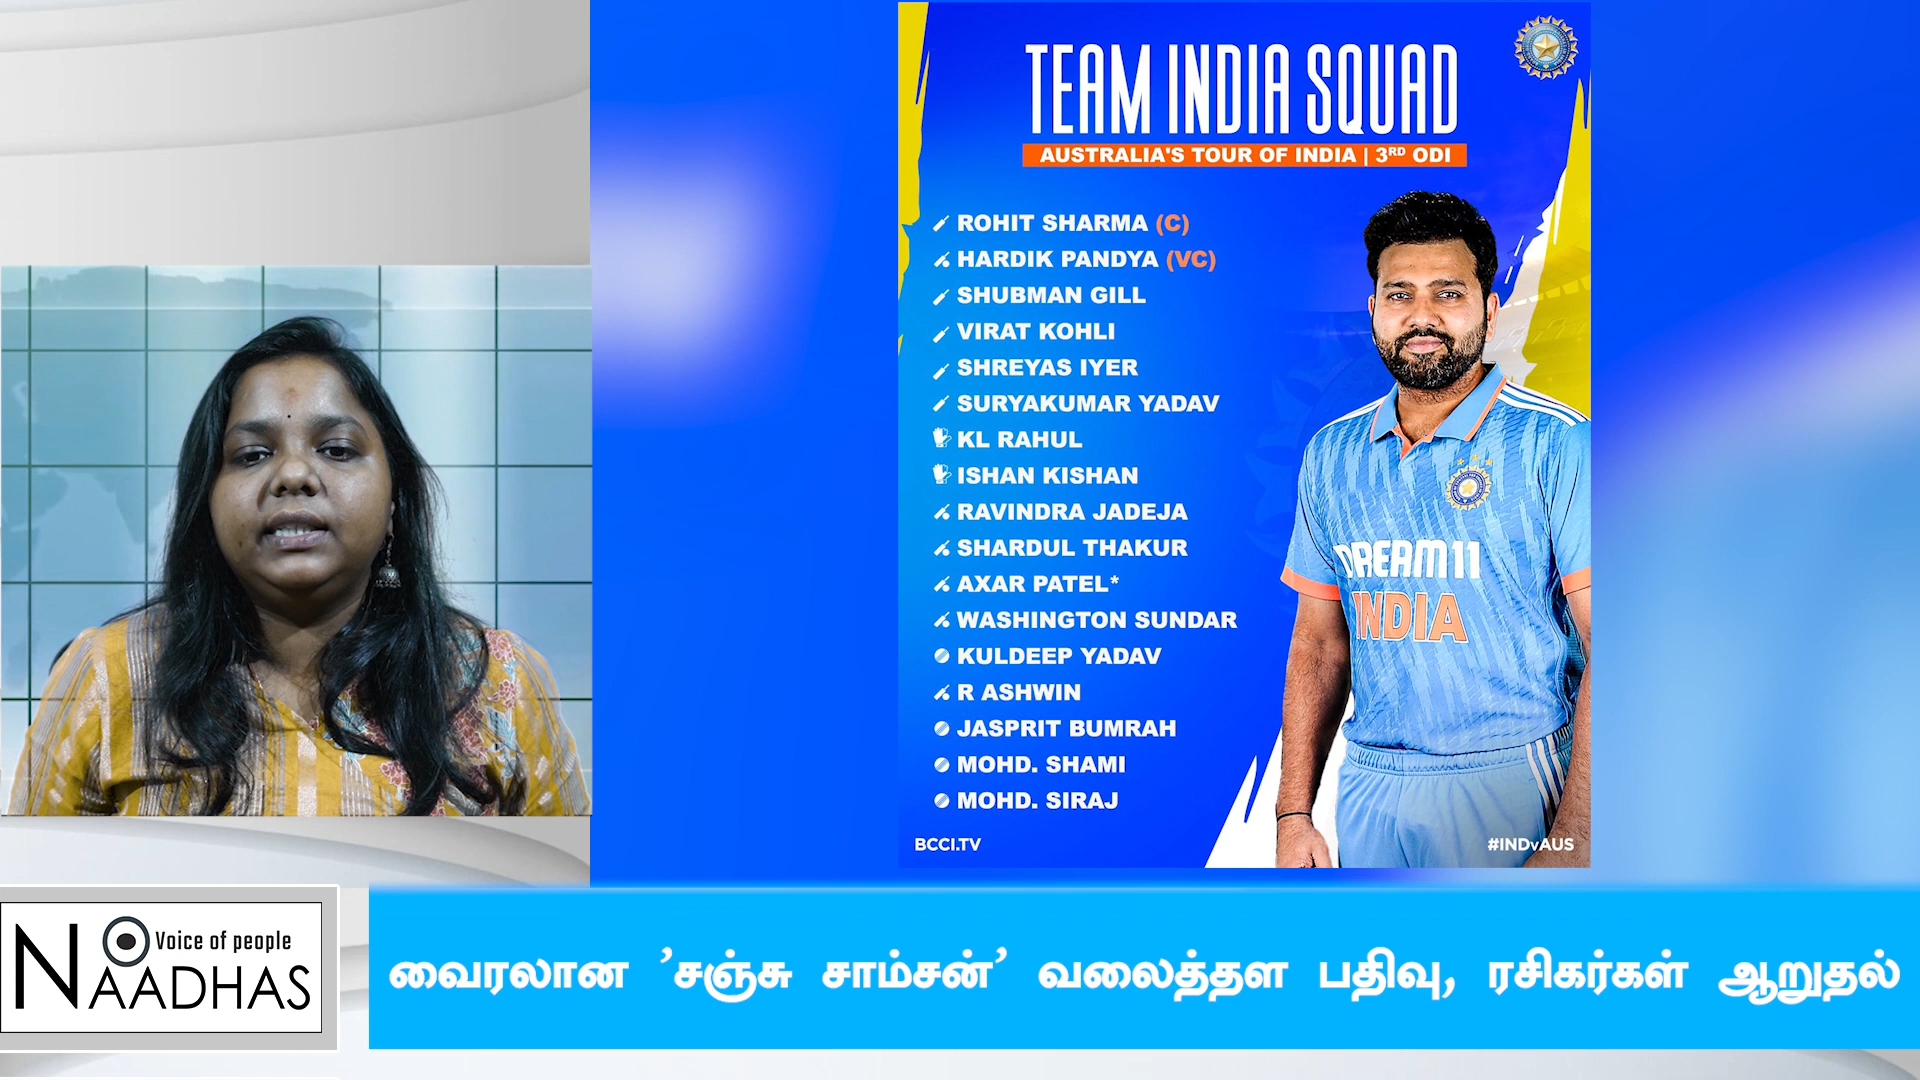 TEAM INDIA SQUAD
AUSTRALIA'S TOUR OF INDIA | 3RD ODI
ROHIT SHARMA (C)
HARDIK PANDYA (VC)
SHUBMAN GILL
VIRAT KOHLI
SHREYAS IYER
SURYAKUMAR YADAV
KL RAHUL
ISHAN KISHAN
RAVINDRA JADEJA
SHARDUL THAKUR
AXAR PATEL*
WASHINGTON SUNDAR
KULDEEP YADAV
R ASHWIN
JASPRIT BUMRAH
MOHD. SHAMI
MOHD. SIRAJ
DREAM11
INDIA
BCCI.TV
#INDvAUS
Voice of people
NAADHAS
வைரலான 'சஞ்சு சாம்சன்' வலைத்தள பதிவு, ரசிகர்கள் ஆறுதல்